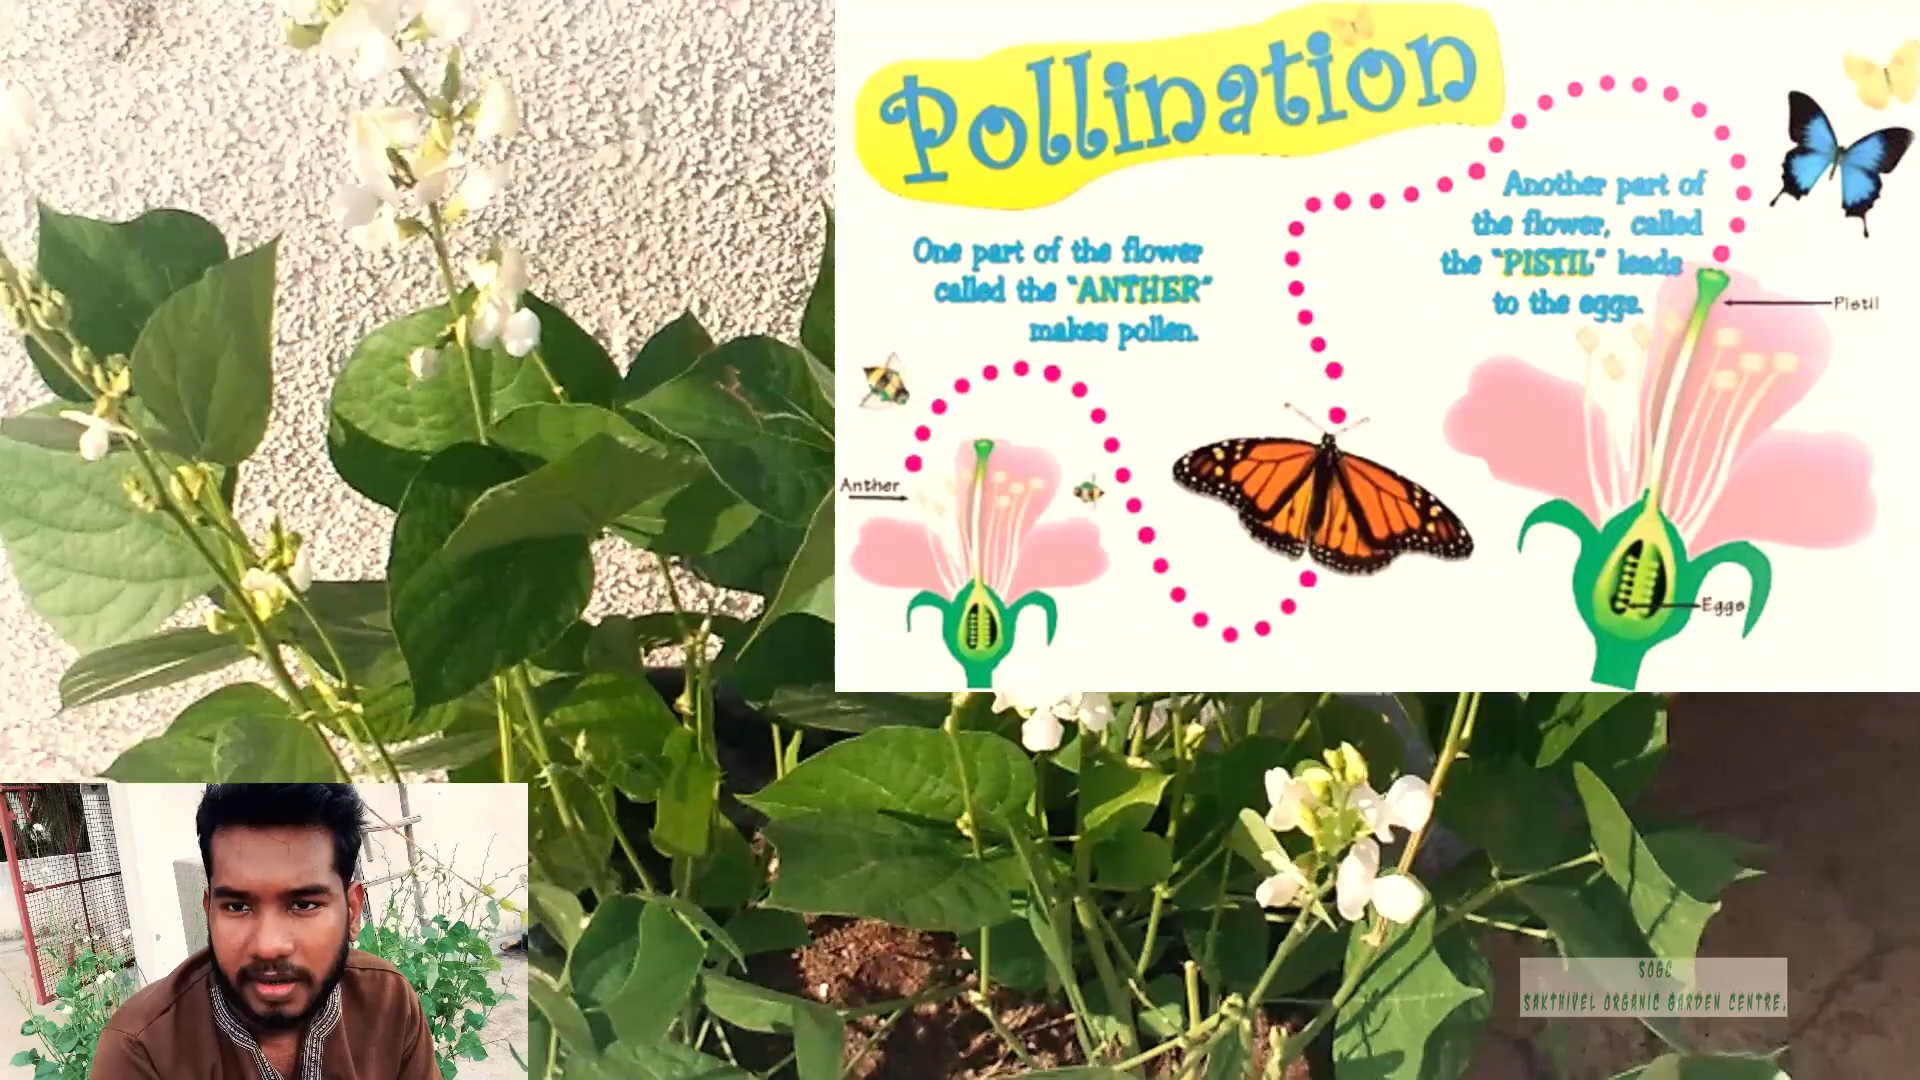 Pollination
One part of the flower
called the "ANTHER"
makes pollen.
Another part of
the flower, called
the "PISTIL" leads
to the eggs.
Pistil
Anther
Eggs
SOGC
SAKTHIVEL ORGANIC GARDEN CENTRE,